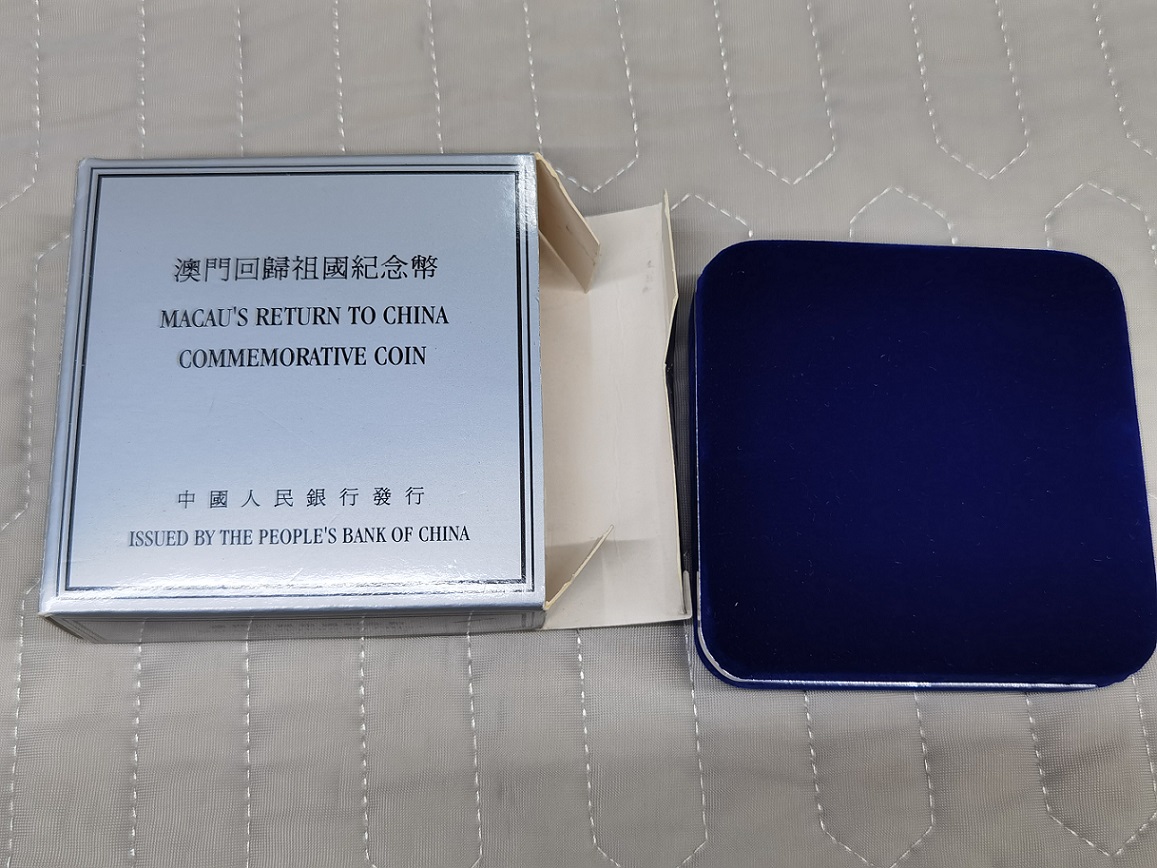 澳門回歸祖國紀念幣
MACAU'S RETURN TO CHINA
COMMEMORATIVE COIN
中國人民銀行發行
ISSUED BY THE PEOPLE'S BANK OF CHINA